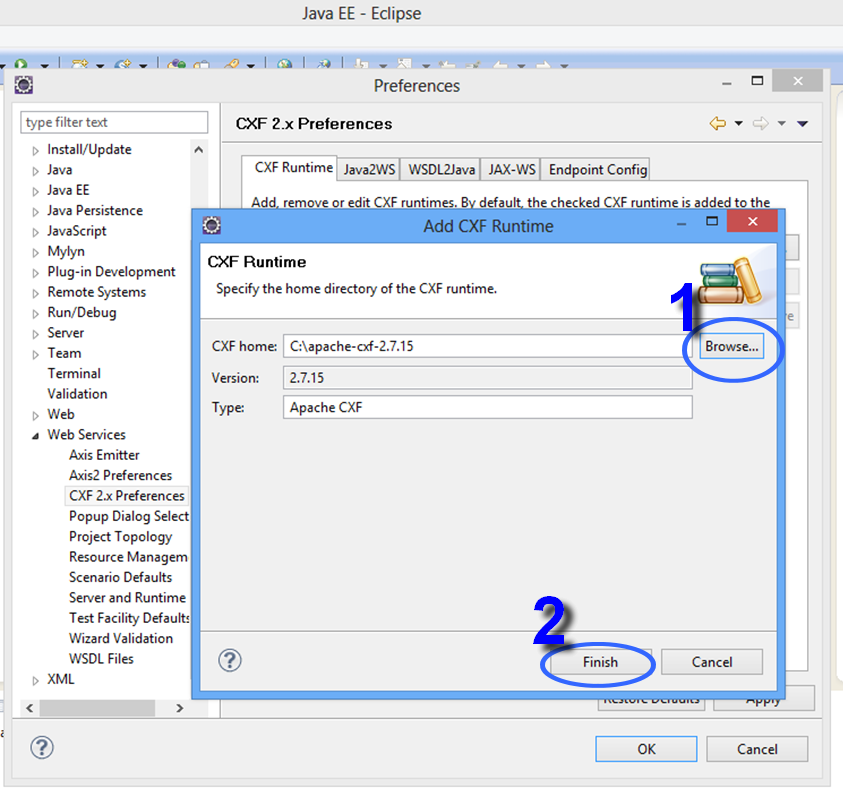 Java EE - Eclipse
Preferences
type filter text
CXF 2.x Preferences
Install/Update
Java
Java EE
Java Persistence
JavaScript
Mylyn
Plug-in Development
Remote Systems
Run/Debug
Server
Team
Terminal
Validation
Web
Web Services
Axis Emitter
Axis2 Preferences
CXF 2.x Preferences
Popup Dialog Select
Project Topology
Resource Managem
Scenario Defaults
Server and Runtime
Test Facility Defaults
Wizard Validation
WSDL Files
XML
CXF Runtime Java2WS WSDL2Java JAX-WS Endpoint Config
Add, remove or edit CXF runtimes. By default, the checked CXF runtime is added to the
Add CXF Runtime
CXF Runtime
Specify the home directory of the CXF runtime.
1
CXF home: C:\apache-cxf-2.7.15 Browse...
Version: 2.7.15
Type: Apache CXF
2
Finish Cancel
Restore Defaults Apply
OK Cancel